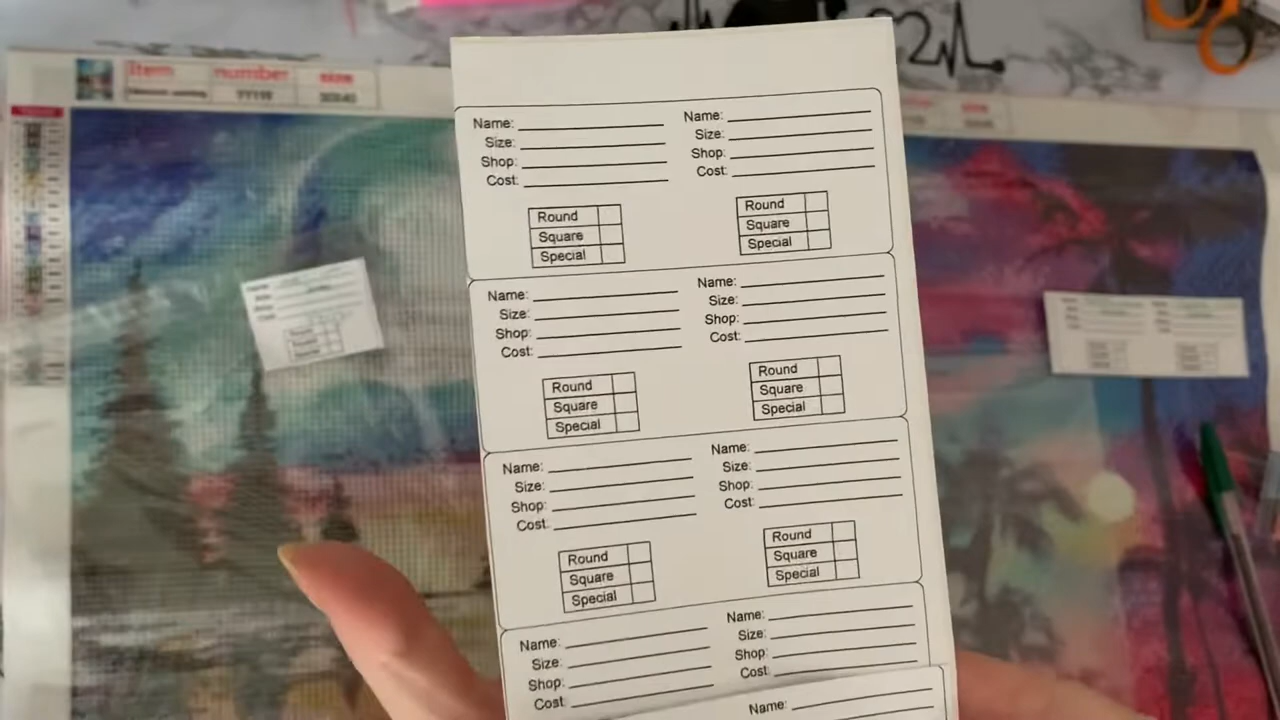 Item number size
Name: Name:
Size: Size:
Shop: Shop:
Cost: Cost:
Round Round
Square Square
Special Special
Name: Name:
Size: Size:
Shop: Shop:
Cost: Cost:
Round Round
Square Square
Special Special
Name: Name:
Size: Size:
Shop: Shop:
Cost: Cost:
Round Round
Square Square
Special Special
Name: Name:
Size: Size:
Shop: Shop:
Cost: Cost:
Name: